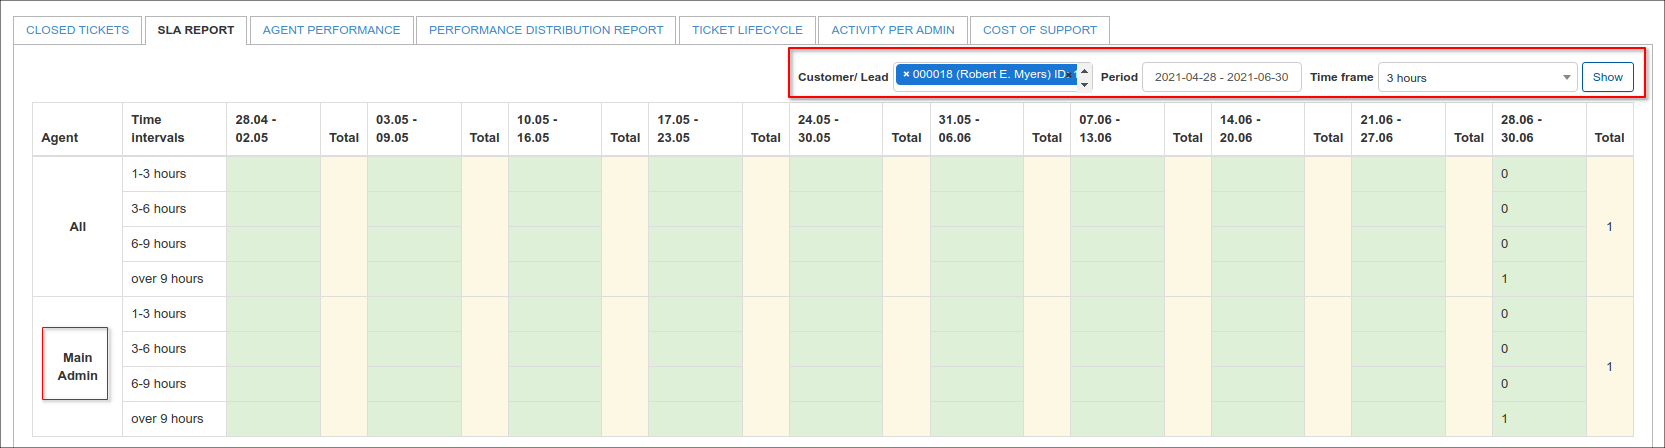 CLOSED TICKETS SLA REPORT AGENT PERFORMANCE PERFORMANCE DISTRIBUTION REPORT TICKET LIFECYCLE ACTIVITY PER ADMIN COST OF SUPPORT
Customer/ Lead × 000018 (Robert E. Myers) ID Period 2021-04-28 - 2021-06-30 Time frame 3 hours Show
Agent Time intervals 28.04 - 02.05 Total 03.05 - 09.05 Total 10.05 - 16.05 Total 17.05 - 23.05 Total 24.05 - 30.05 Total 31.05 - 06.06 Total 07.06 - 13.06 Total 14.06 - 20.06 Total 21.06 - 27.06 Total 28.06 - 30.06 Total
All
1-3 hours 0
3-6 hours 0
6-9 hours 0
over 9 hours 1
1
Main Admin
1-3 hours 0
3-6 hours 0
6-9 hours 0
over 9 hours 1
1